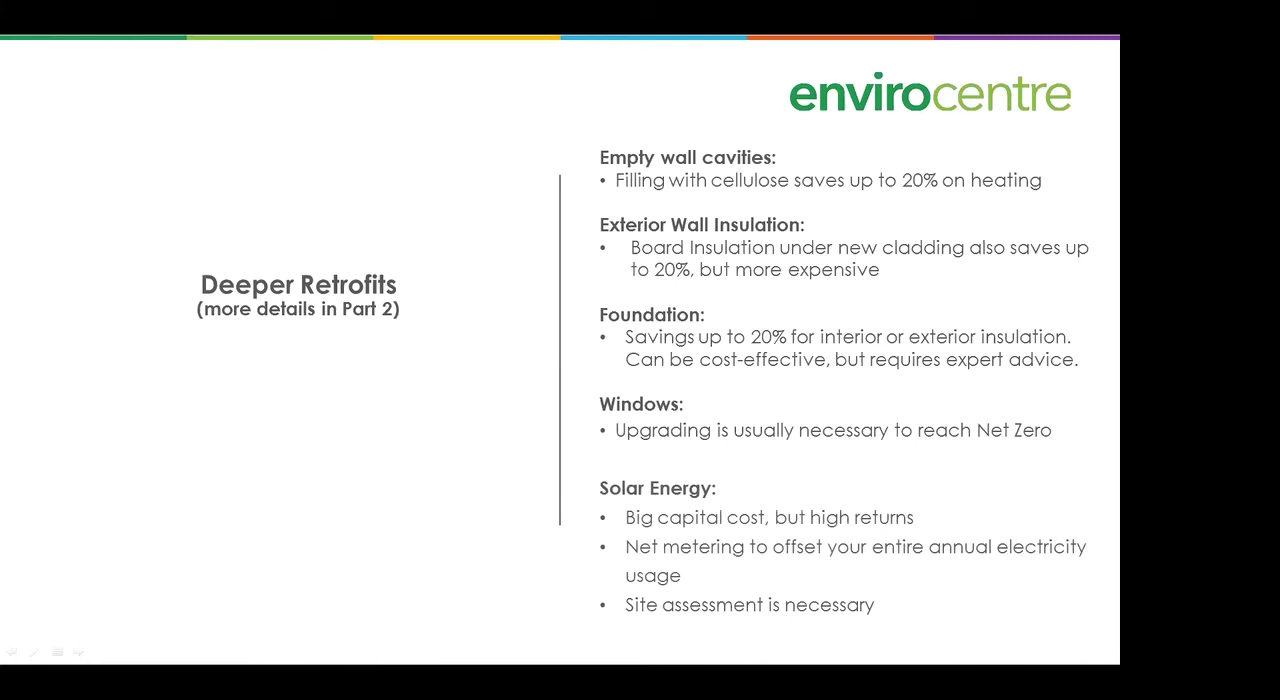 envirocentre
Deeper Retrofits
(more details in Part 2)
Empty wall cavities:
• Filling with cellulose saves up to 20% on heating
Exterior Wall Insulation:
• Board Insulation under new cladding also saves up
to 20%, but more expensive
Foundation:
• Savings up to 20% for interior or exterior insulation.
Can be cost-effective, but requires expert advice.
Windows:
• Upgrading is usually necessary to reach Net Zero
Solar Energy:
• Big capital cost, but high returns
• Net metering to offset your entire annual electricity
usage
• Site assessment is necessary